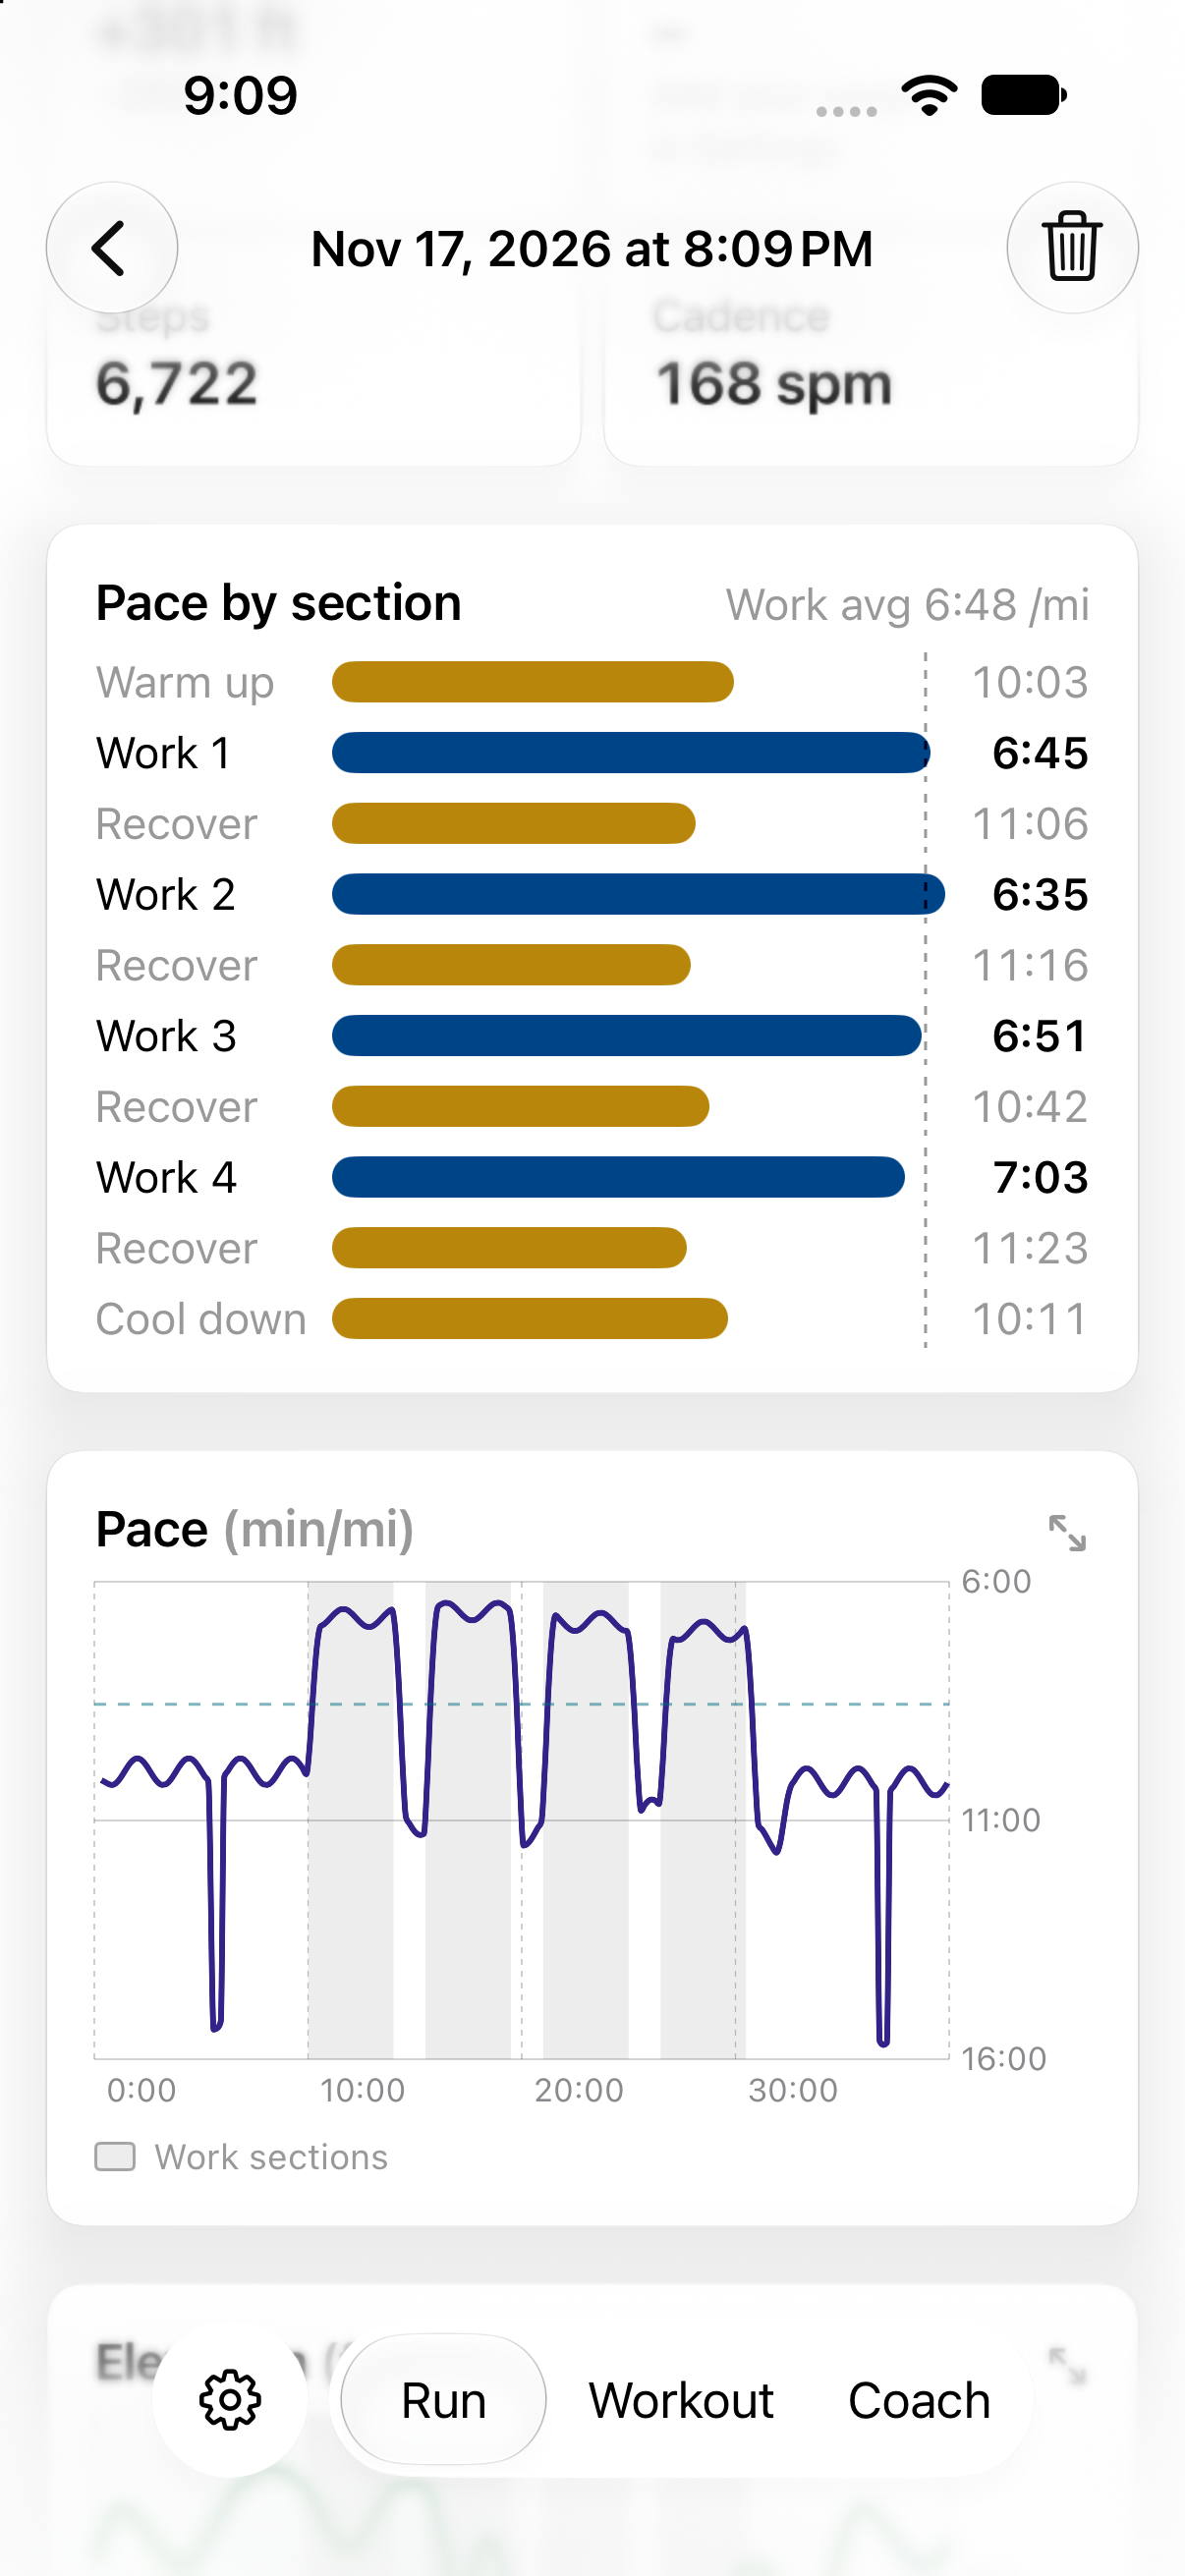 +301 ft
9:09
Nov 17, 2026 at 8:09 PM
Steps
Cadence
6,722
168 spm
Pace by section
Work avg 6:48 /mi
Warm up 10:03
Work 1 6:45
Recover 11:06
Work 2 6:35
Recover 11:16
Work 3 6:51
Recover 10:42
Work 4 7:03
Recover 11:23
Cool down 10:11
Pace (min/mi)
6:00
11:00
16:00
0:00 10:00 20:00 30:00
Work sections
Run Workout Coach